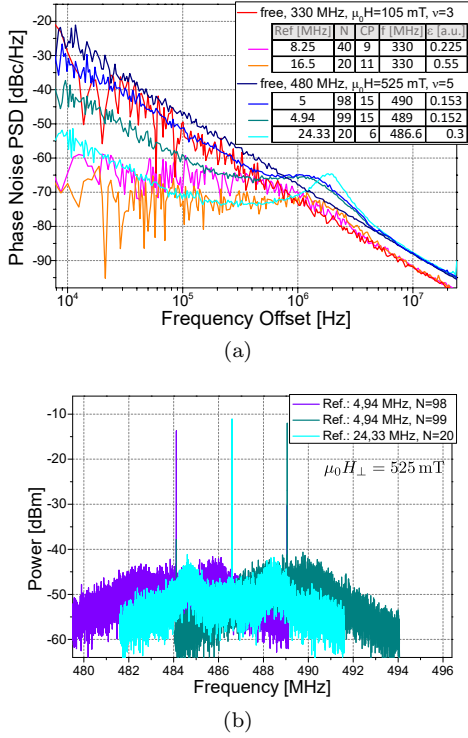 free, 330 MHz, μ₀H=105 mT, ν=3
Ref [MHz] N CP f [MHz] ε [a.u.]
8.25 40 9 330 0.225
16.5 20 11 330 0.55
free, 480 MHz, μ₀H=525 mT, ν=5
5 98 15 490 0.153
4.94 99 15 489 0.152
24.33 20 6 486.6 0.3
Phase Noise PSD [dBc/Hz]
-30
-40
-50
-60
-70
-80
-90
10⁴ 10⁵ 10⁶ 10⁷
Frequency Offset [Hz]
(a)
Ref.: 4,94 MHz, N=98
Ref.: 4,94 MHz, N=99
Ref.: 24,33 MHz, N=20
μ₀H⊥ = 525 mT
Power [dBm]
-10
-20
-30
-40
-50
-60
480 482 484 486 488 490 492 494 496
Frequency [MHz]
(b)